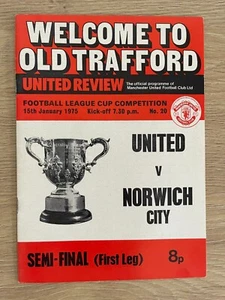 WELCOME TO
OLD TRAFFORD
UNITED REVIEW
The official programme of
Manchester United Football Club Ltd
FOOTBALL LEAGUE CUP COMPETITION
15th January 1975 Kick-off 7.30 p.m. No. 20
UNITED
V
NORWICH
CITY
SEMI-FINAL (First Leg) 8p